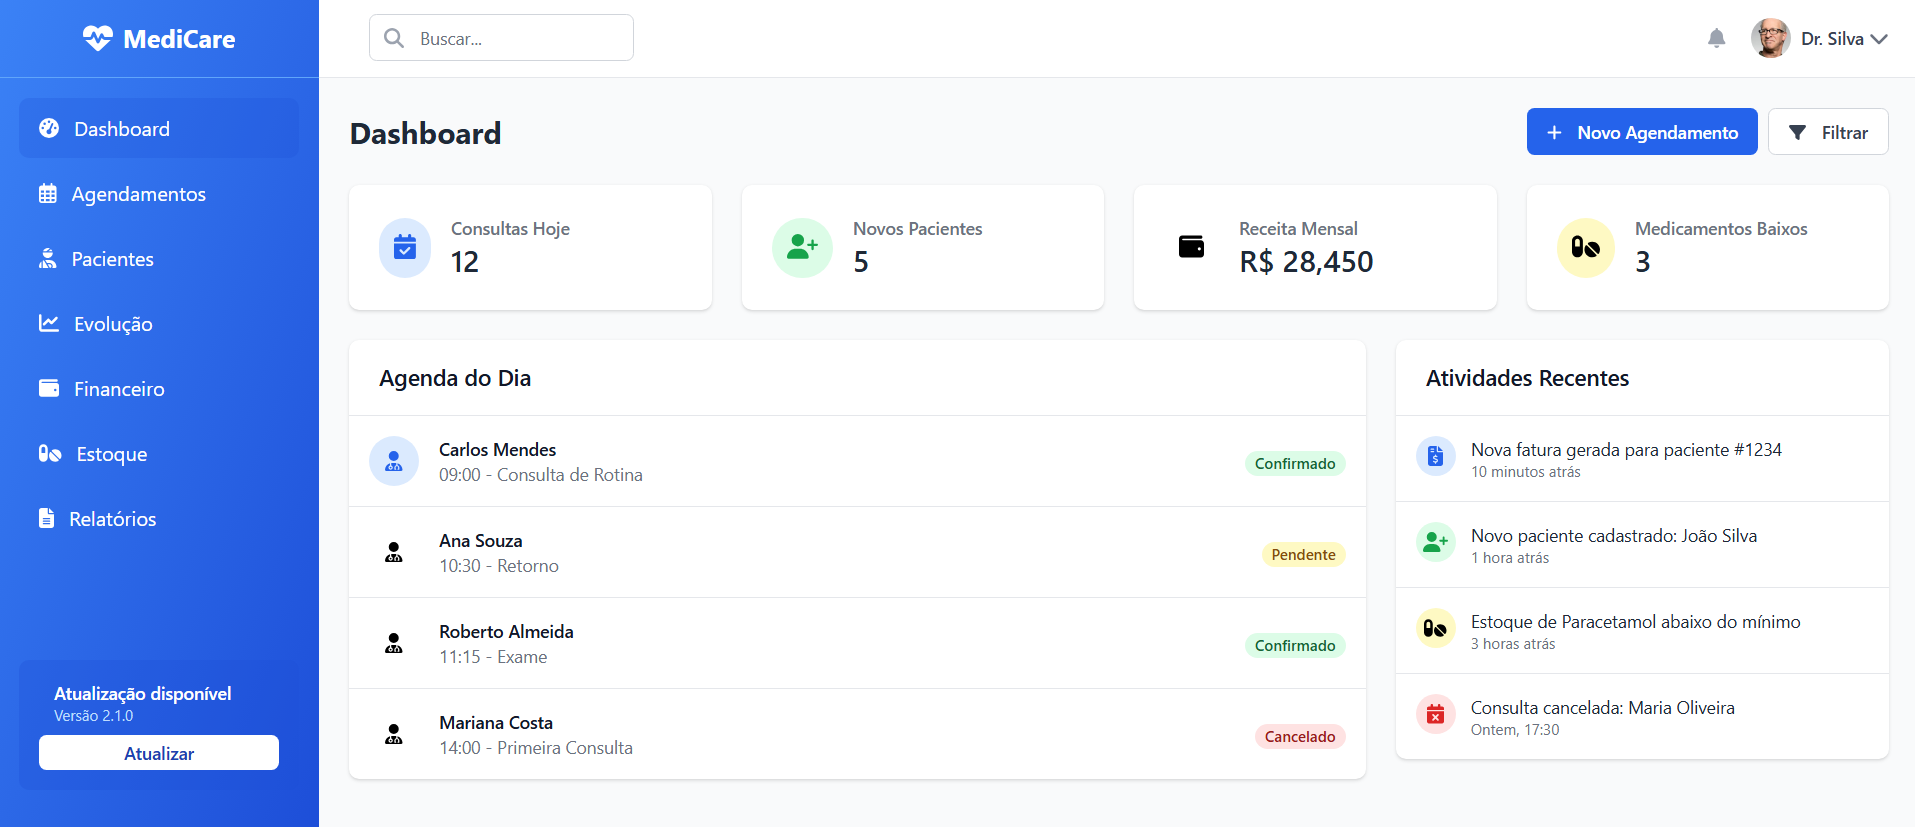 MediCare
Buscar...
Dr. Silva
Dashboard
Agendamentos
Pacientes
Evolução
Financeiro
Estoque
Relatórios
Atualização disponível
Versão 2.1.0
Atualizar
Dashboard
Novo Agendamento
Filtrar
Consultas Hoje
12
Novos Pacientes
5
Receita Mensal
R$ 28,450
Medicamentos Baixos
3
Agenda do Dia
Carlos Mendes
09:00 - Consulta de Rotina
Confirmado
Ana Souza
10:30 - Retorno
Pendente
Roberto Almeida
11:15 - Exame
Confirmado
Mariana Costa
14:00 - Primeira Consulta
Cancelado
Atividades Recentes
Nova fatura gerada para paciente #1234
10 minutos atrás
Novo paciente cadastrado: João Silva
1 hora atrás
Estoque de Paracetamol abaixo do mínimo
3 horas atrás
Consulta cancelada: Maria Oliveira
Ontem, 17:30